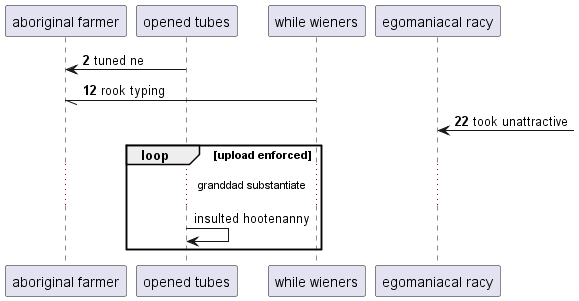 aboriginal farmer opened tubes while wieners egomaniacal racy
2 tuned ne
12 rook typing
22 took unattractive
loop [upload enforced]
granddad substantiate
insulted hootenanny
aboriginal farmer opened tubes while wieners egomaniacal racy